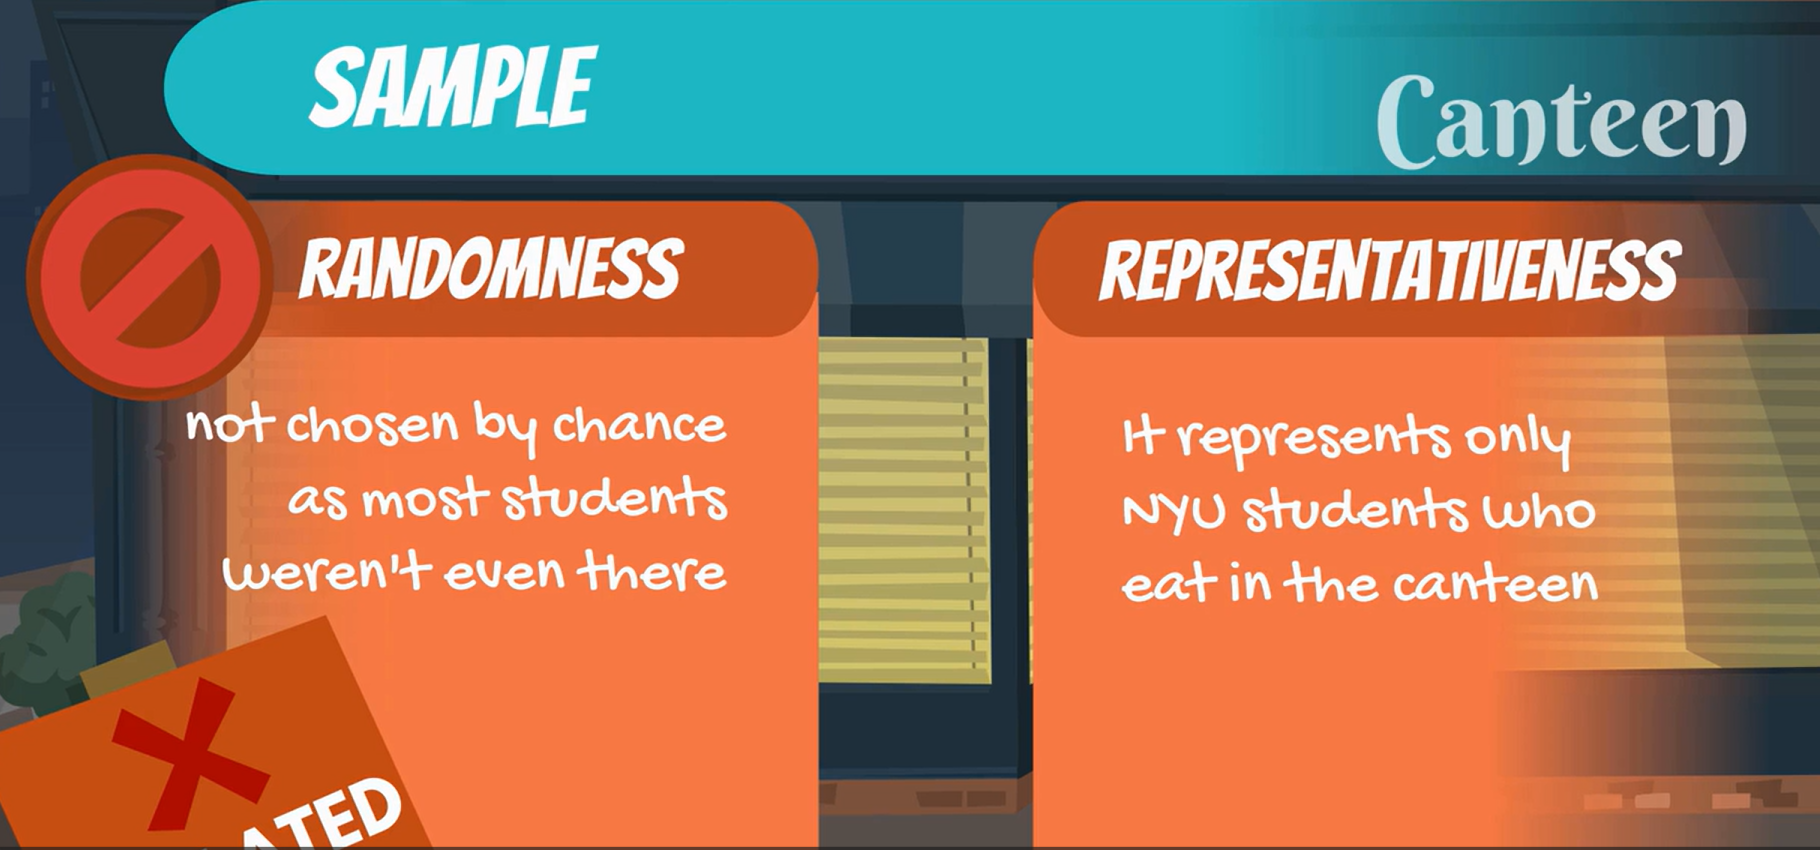 SAMPLE
Canteen
RANDOMNESS
not chosen by chance
as most students
weren't even there
REPRESENTATIVENESS
It represents only
NYU students who
eat in the canteen